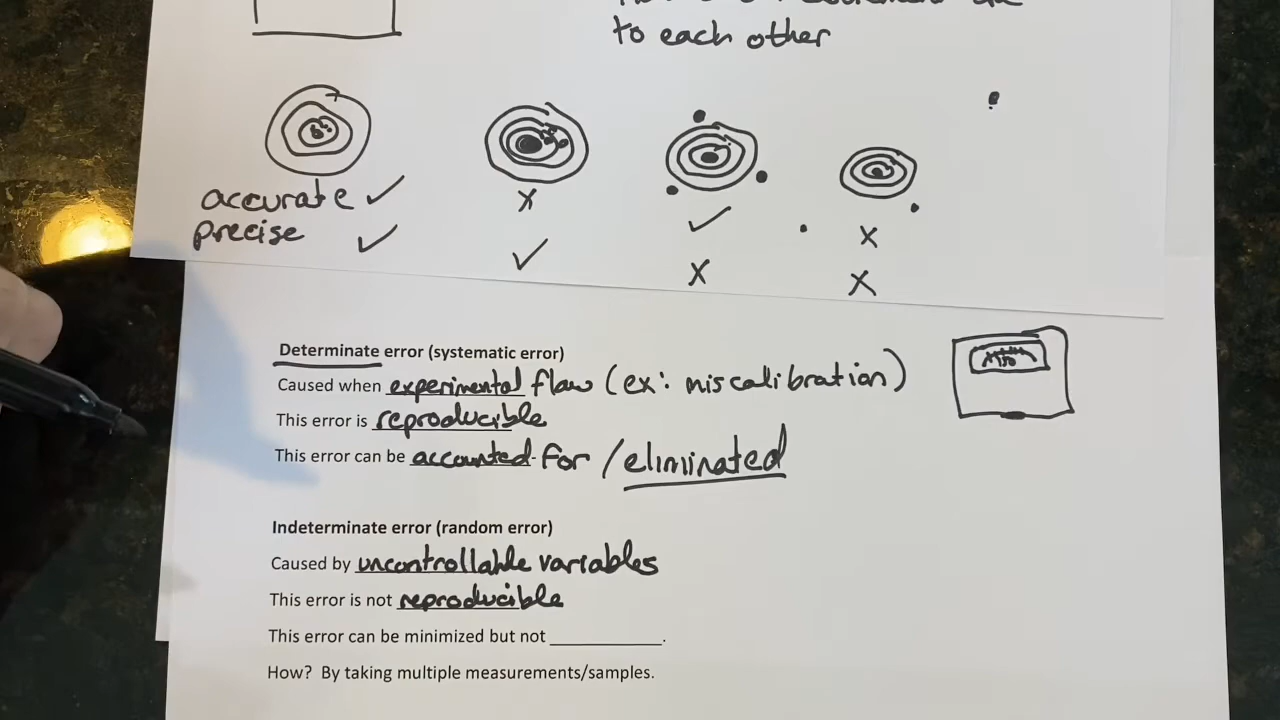 to each other
accurate ✓ x ✓ x
precise ✓ ✓ x x
Determinate error (systematic error)
Caused when experimental flaw (ex: miscalibration)
This error is reproducible
This error can be accounted for /eliminated
Indeterminate error (random error)
Caused by uncontrollable variables
This error is not reproducible
This error can be minimized but not __________.
How? By taking multiple measurements/samples.